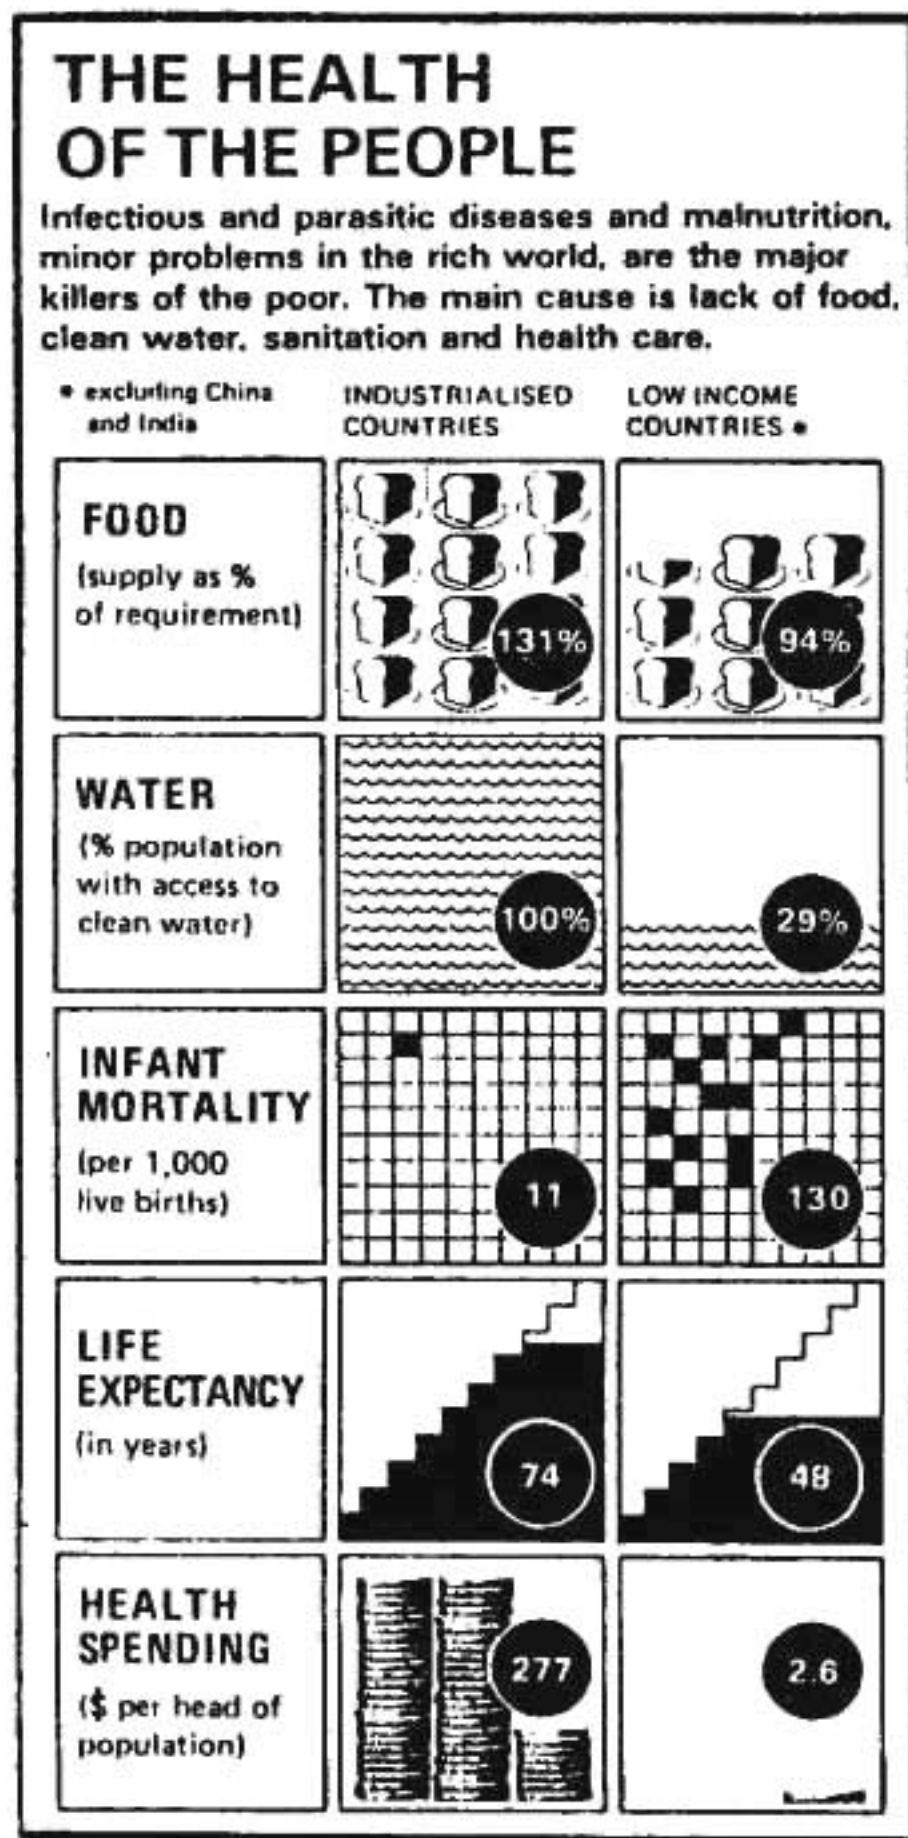 THE HEALTH
OF THE PEOPLE
Infectious and parasitic diseases and malnutrition,
minor problems in the rich world, are the major
killers of the poor. The main cause is lack of food,
clean water, sanitation and health care.
• excluding China
and India
INDUSTRIALISED
COUNTRIES
LOW INCOME
COUNTRIES •
FOOD
(supply as %
of requirement)
131%
94%
WATER
(% population
with access to
clean water)
100%
29%
INFANT
MORTALITY
(per 1,000
live births)
11
130
LIFE
EXPECTANCY
(in years)
74
48
HEALTH
SPENDING
($ per head of
population)
277
2.6